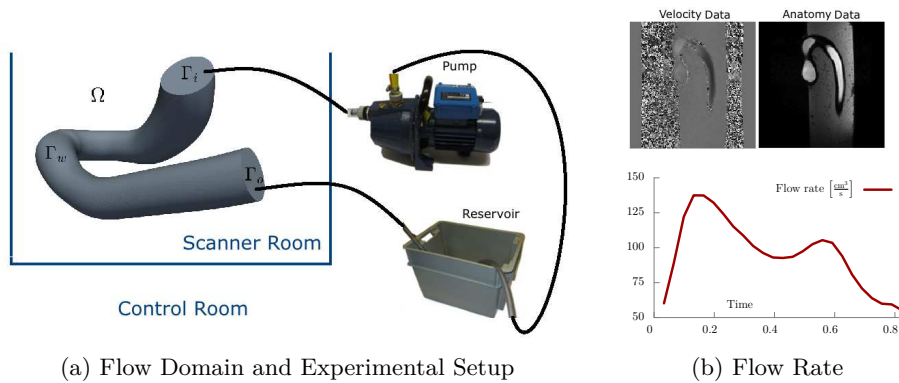 Γi
Ω
Γw
Γo
Scanner Room
Control Room
Pump
Reservoir
(a) Flow Domain and Experimental Setup
Velocity Data
Anatomy Data
Flow rate [cm³/s]
150
125
100
75
50
0
0.2
0.4
0.6
0.8
Time
(b) Flow Rate